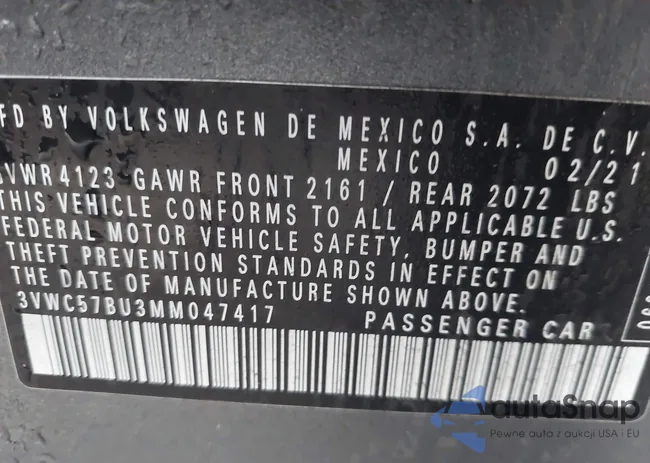 FD BY VOLKSWAGEN DE MEXICO S.A. DE C.V.
MEXICO 02/21
GVWR 4123 GAWR FRONT 2161 / REAR 2072 LBS
THIS VEHICLE CONFORMS TO ALL APPLICABLE U.S.
FEDERAL MOTOR VEHICLE SAFETY, BUMPER AND
THEFT PREVENTION STANDARDS IN EFFECT ON
THE DATE OF MANUFACTURE SHOWN ABOVE.
3VWC57BU3MM047417 PASSENGER CAR
autoSnap
Pewne auta z aukcji USA i EU